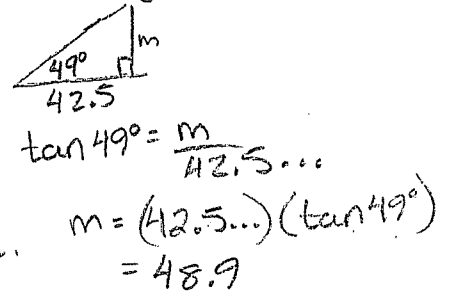 m
49°
42.5
tan 49° = m / 42.5...
m = (42.5...)(tan 49°)
= 48.9